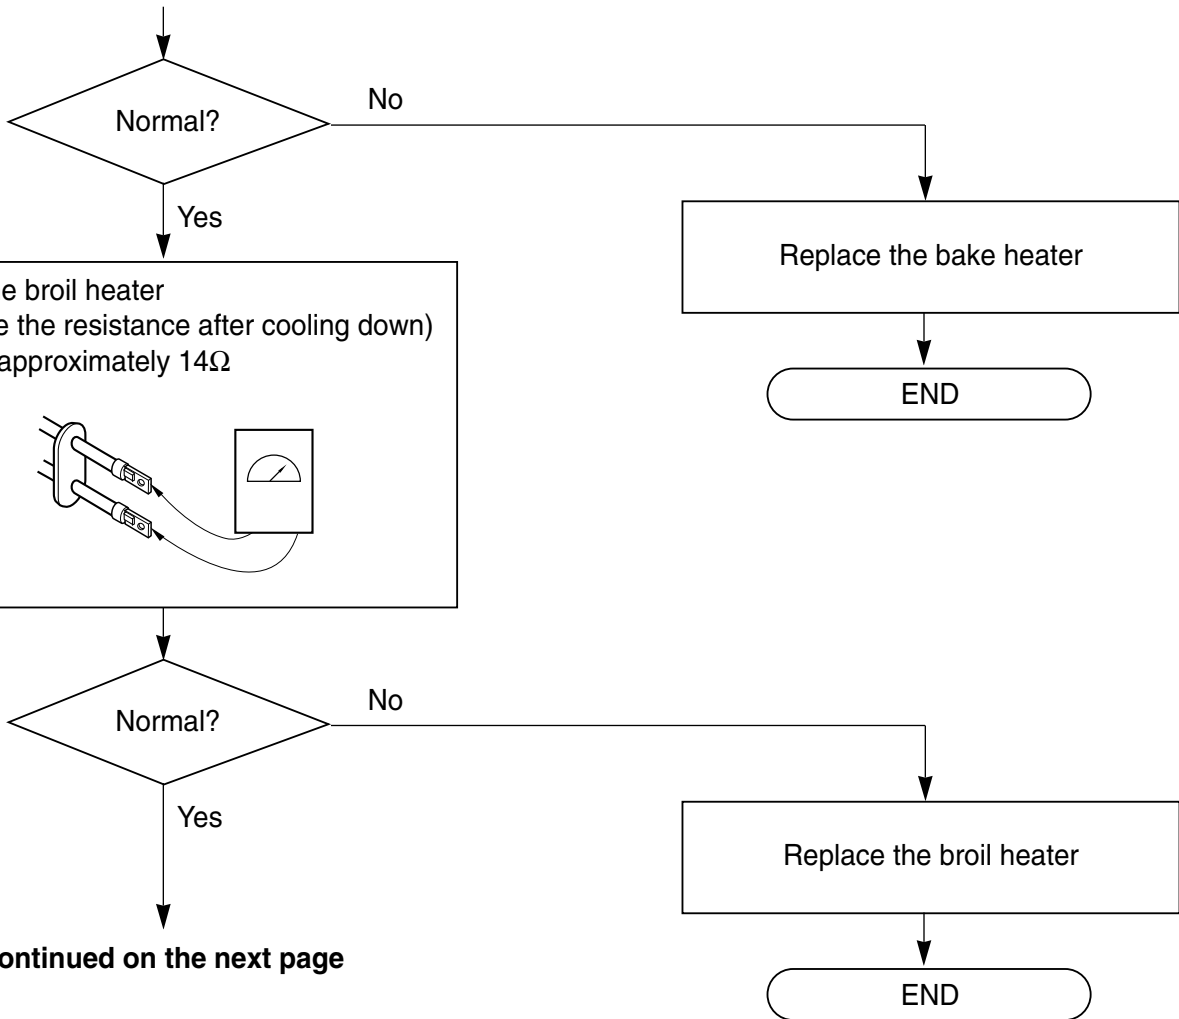 Normal?
No
Yes
Replace the bake heater
END
e broil heater
e the resistance after cooling down)
approximately 14Ω
Normal?
No
Yes
Replace the broil heater
END
ontinued on the next page